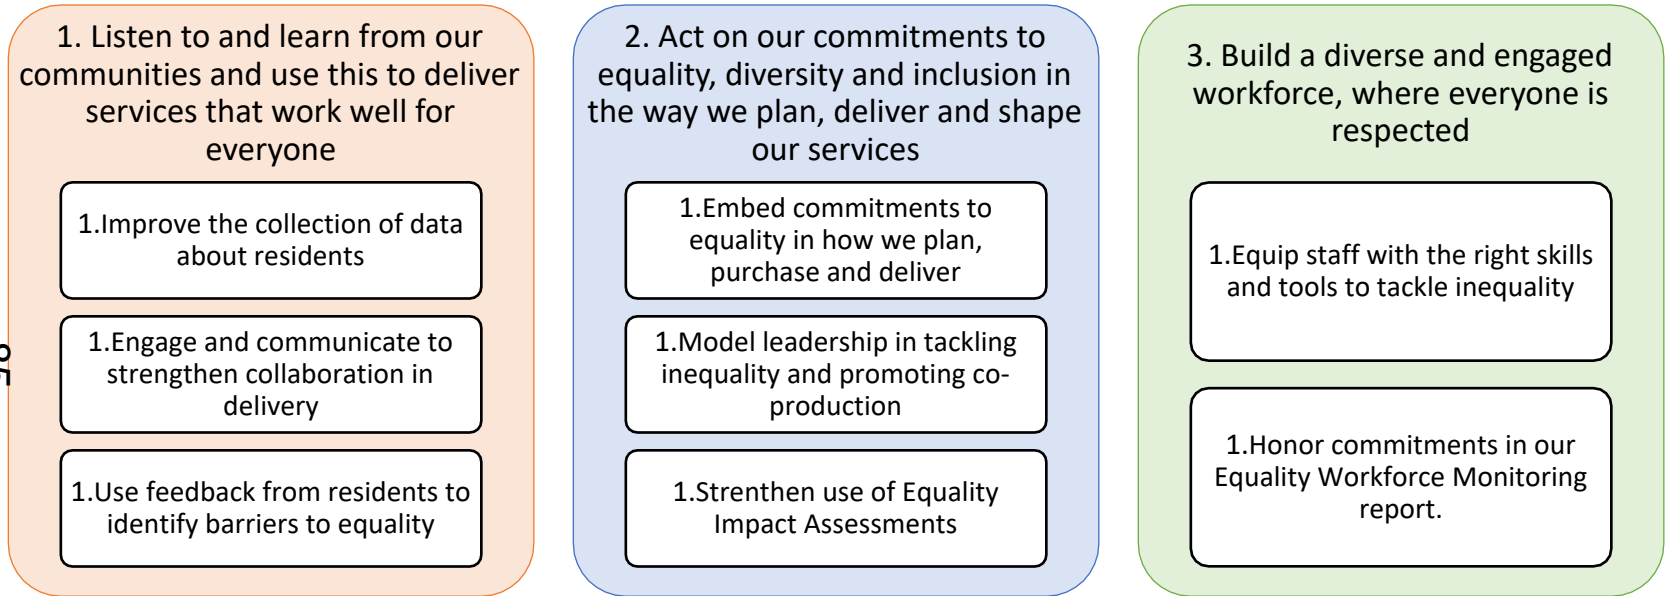 1. Listen to and learn from our
communities and use this to deliver
services that work well for
everyone
1.Improve the collection of data
about residents
1.Engage and communicate to
strengthen collaboration in
delivery
1.Use feedback from residents to
identify barriers to equality
2. Act on our commitments to
equality, diversity and inclusion in
the way we plan, deliver and shape
our services
1.Embed commitments to
equality in how we plan,
purchase and deliver
1.Model leadership in tackling
inequality and promoting co-
production
1.Strenthen use of Equality
Impact Assessments
3. Build a diverse and engaged
workforce, where everyone is
respected
1.Equip staff with the right skills
and tools to tackle inequality
1.Honor commitments in our
Equality Workforce Monitoring
report.